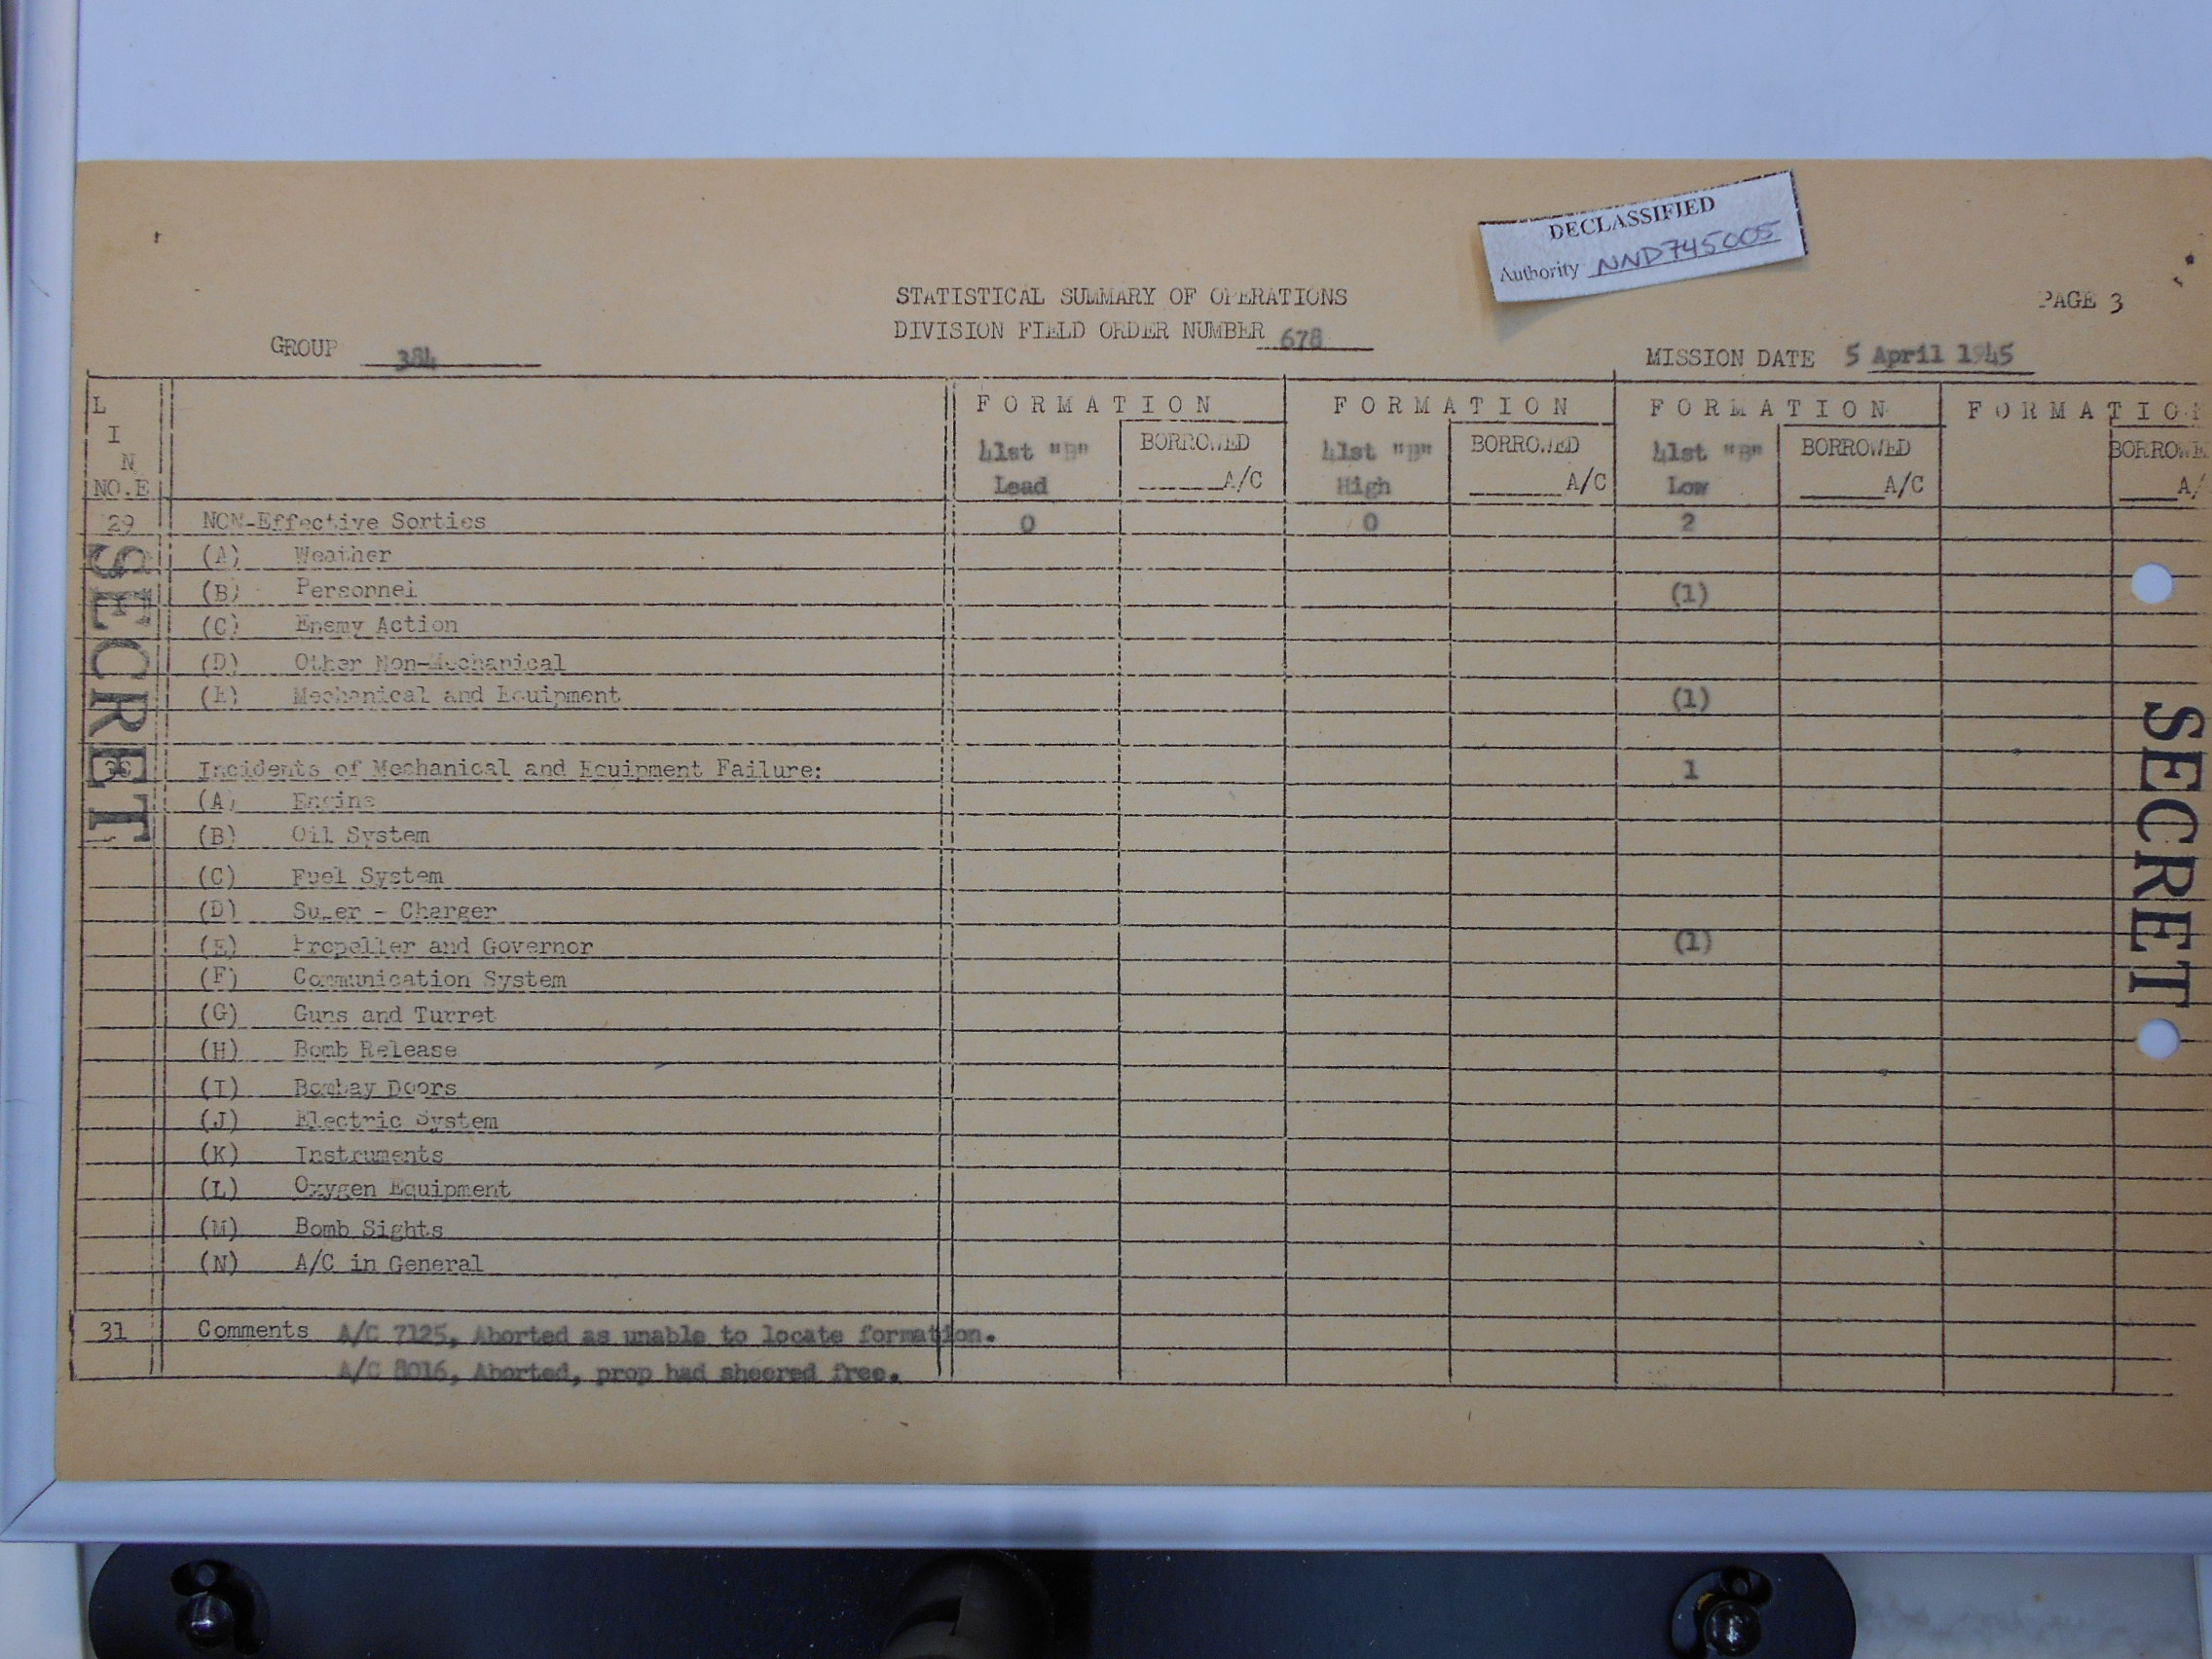 DECLASSIFIED
Authority NND745005
STATISTICAL SUMMARY OF OPERATIONS
PAGE 3
DIVISION FIELD ORDER NUMBER 678
GROUP 384
MISSION DATE 5 April 1945
L I N NO.E
FORMATION FORMATION FORMATION FORMATION
41st "B" Lead BORROWED A/C 41st "B" High BORROWED A/C 41st "B" Low BORROWED A/C BORROWE A/
29 NON-Effective Sorties 0 0 2
(A) Weather
(B) Personnel (1)
(C) Enemy Action
(D) Other Non-Mechanical
(E) Mechanical and Equipment (1)
30 Incidents of Mechanical and Equipment Failure: 1
(A) Engine
(B) Oil System
(C) Fuel System
(D) Super - Charger
(E) Propeller and Governor (1)
(F) Communication System
(G) Guns and Turret
(H) Bomb Release
(I) Bombay Doors
(J) Electric System
(K) Instruments
(L) Oxygen Equipment
(M) Bomb Sights
(N) A/C in General
31 Comments A/C 7125, Aborted as unable to locate formation.
A/C 8016, Aborted, prop had sheered free.
SECRET
SECRET